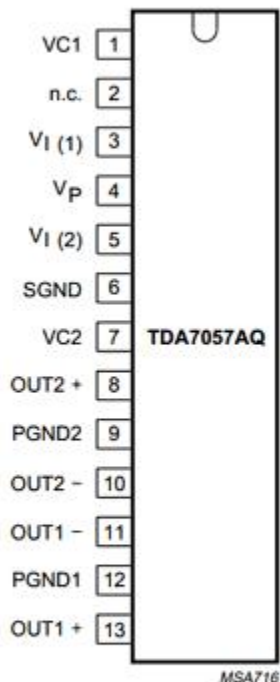 VC1 1
n.c. 2
VI (1) 3
VP 4
VI (2) 5
SGND 6
VC2 7 TDA7057AQ
OUT2 + 8
PGND2 9
OUT2 − 10
OUT1 − 11
PGND1 12
OUT1 + 13
MSA716